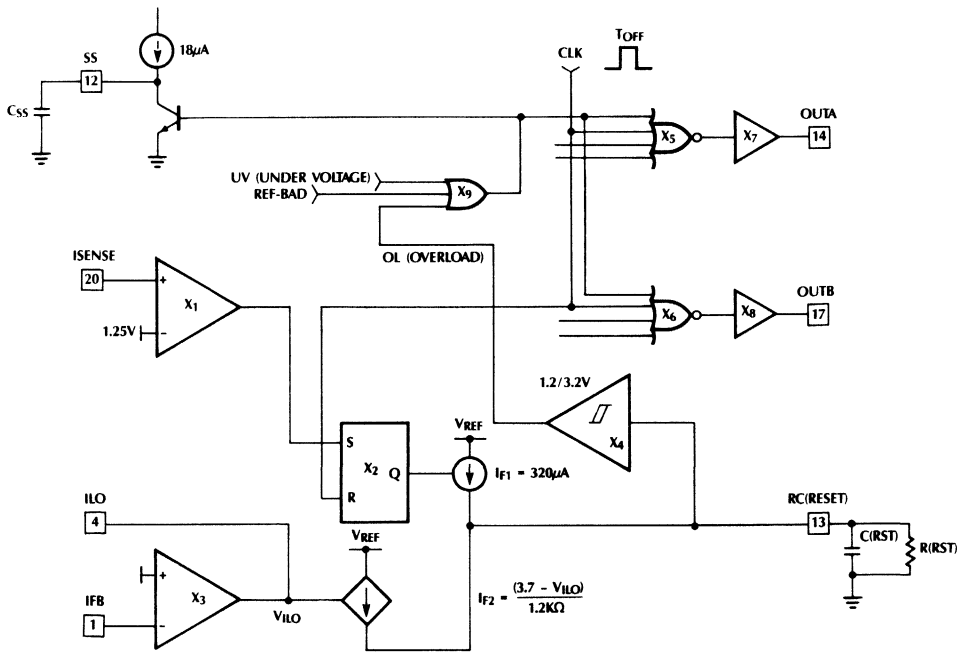 18µA
SS
12
CSS
CLK
TOFF
X5
X7
OUTA
14
UV (UNDER VOLTAGE)
REF-BAD
X9
OL (OVERLOAD)
ISENSE
20
+
X1
1.25V
−
X6
X8
OUTB
17
1.2/3.2V
X4
S
X2
Q
R
VREF
IF1 = 320µA
ILO
4
RC(RESET)
13
C(RST)
R(RST)
VREF
+
X3
IFB
1
−
VILO
IF2 = (3.7 − VILO)
1.2KΩ